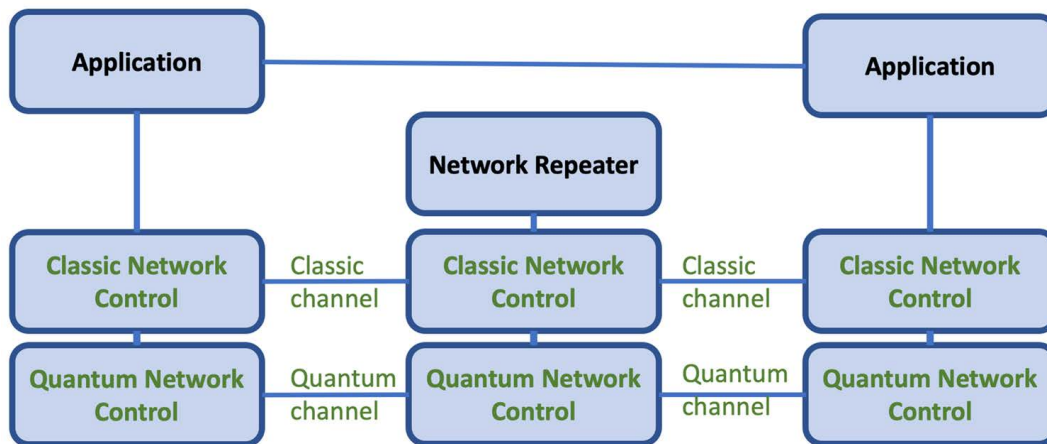 Application
Application
Network Repeater
Classic Network
Control
Classic
channel
Classic Network
Control
Classic
channel
Classic Network
Control
Quantum Network
Control
Quantum
channel
Quantum Network
Control
Quantum
channel
Quantum Network
Control